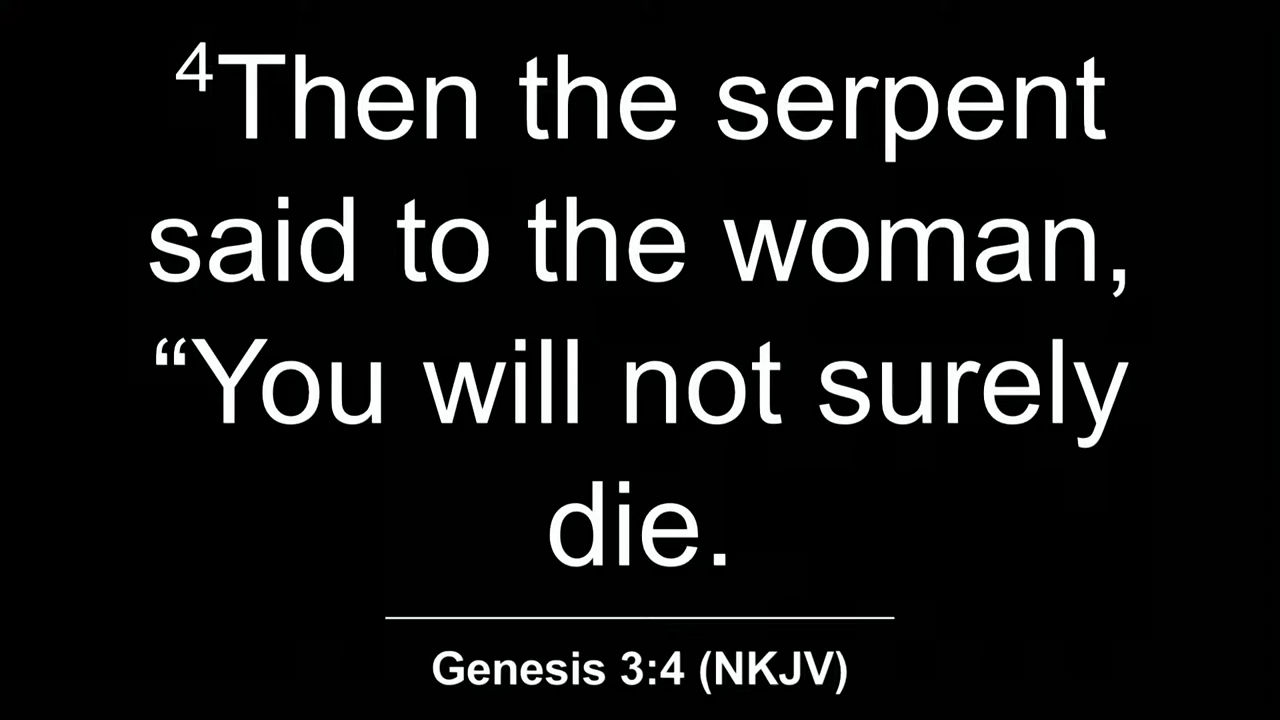 ⁴Then the serpent
said to the woman,
“You will not surely
die.
Genesis 3:4 (NKJV)